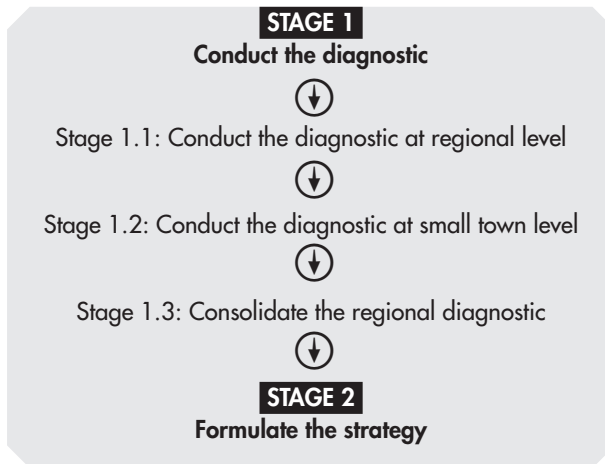 STAGE 1
Conduct the diagnostic
Stage 1.1: Conduct the diagnostic at regional level
Stage 1.2: Conduct the diagnostic at small town level
Stage 1.3: Consolidate the regional diagnostic
STAGE 2
Formulate the strategy